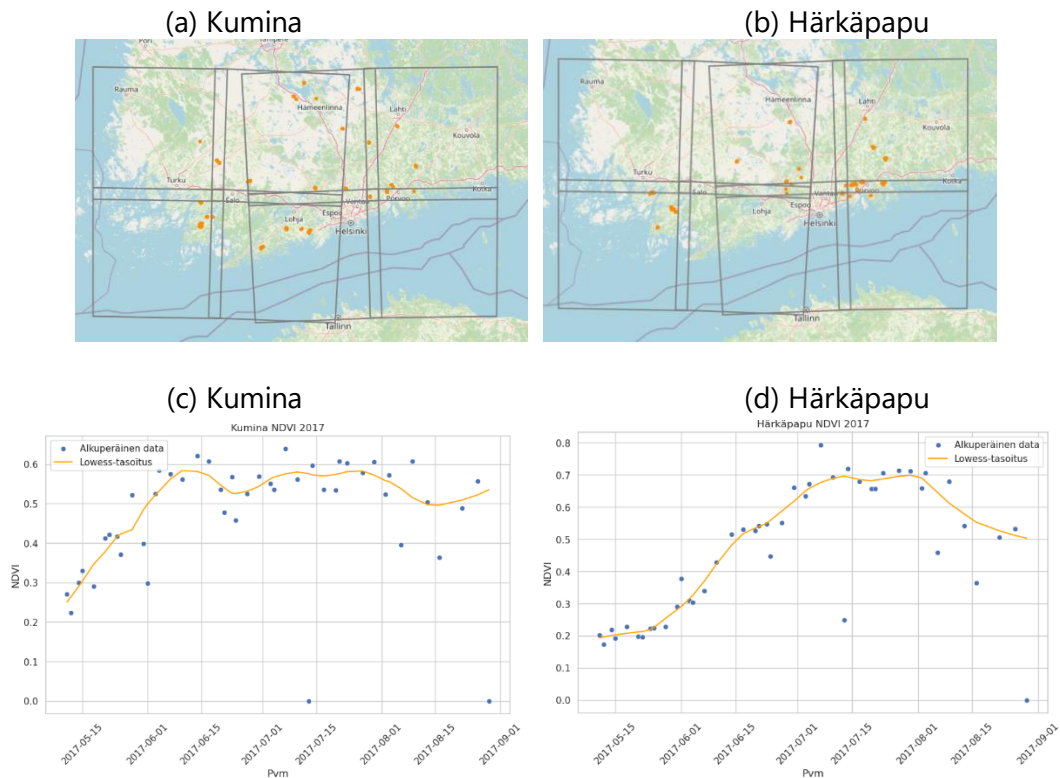 (a) Kumina
(b) Härkäpapu
Rauma
Hämeenlinna
Lahti
Kouvola
Turku
Salo
Kotka
Lohja
Espoo
Vantaa
Porvoo
Helsinki
Tallinn
Rauma
Hämeenlinna
Lahti
Kouvola
Turku
Salo
Kotka
Lohja
Espoo
Vantaa
Porvoo
Helsinki
Tallinn
(c) Kumina
Kumina NDVI 2017
Alkuperäinen data
Lowess-tasoitus
NDVI
0.6
0.5
0.4
0.3
0.2
0.1
0.0
2017-05-15
2017-06-01
2017-06-15
2017-07-01
2017-07-15
2017-08-01
2017-08-15
2017-09-01
Pvm
(d) Härkäpapu
Härkäpapu NDVI 2017
Alkuperäinen data
Lowess-tasoitus
NDVI
0.8
0.7
0.6
0.5
0.4
0.3
0.2
0.1
0.0
2017-05-15
2017-06-01
2017-06-15
2017-07-01
2017-07-15
2017-08-01
2017-08-15
2017-09-01
Pvm